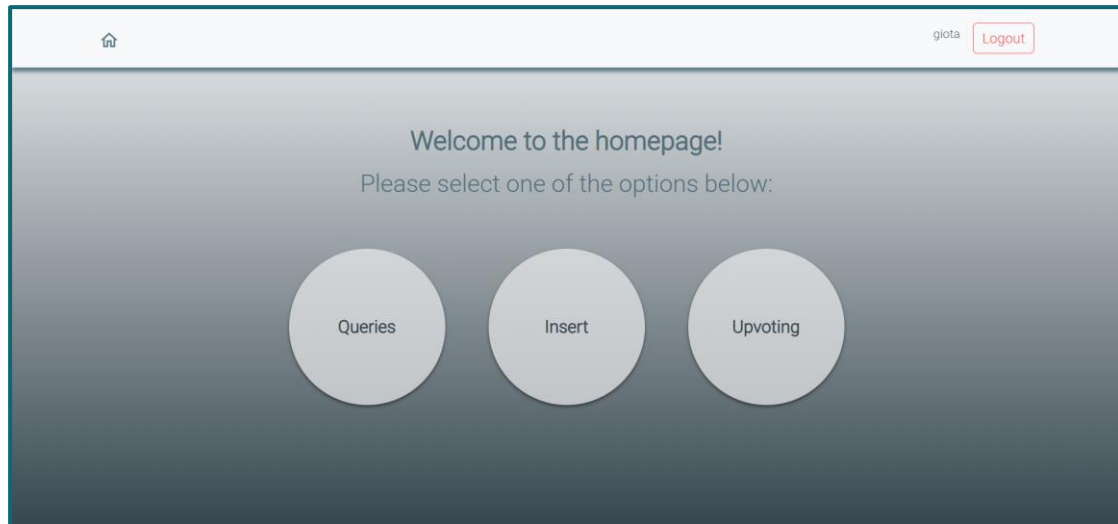 giota Logout
Welcome to the homepage!
Please select one of the options below:
Queries Insert Upvoting